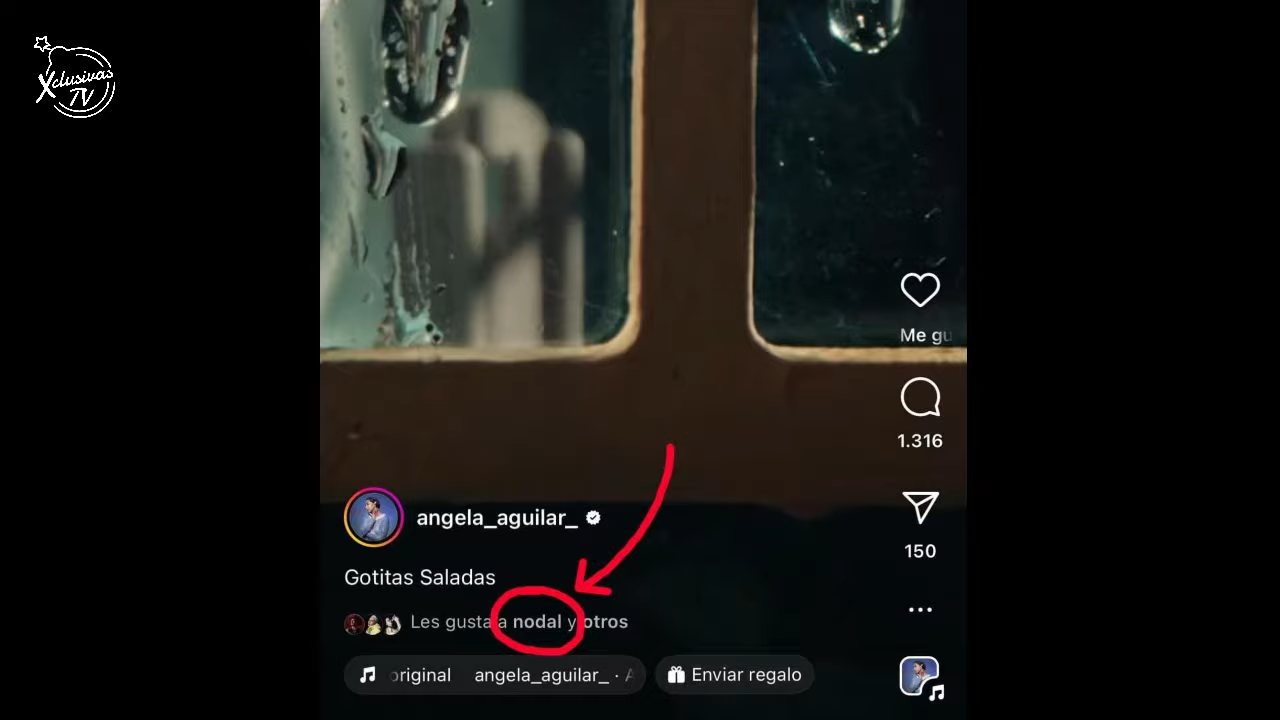 Xclusivas
TV
Me gu
1.316
angela_aguilar_
150
Gotitas Saladas
Les gusta a nodal y otros
original angela_aguilar_ · A
Enviar regalo